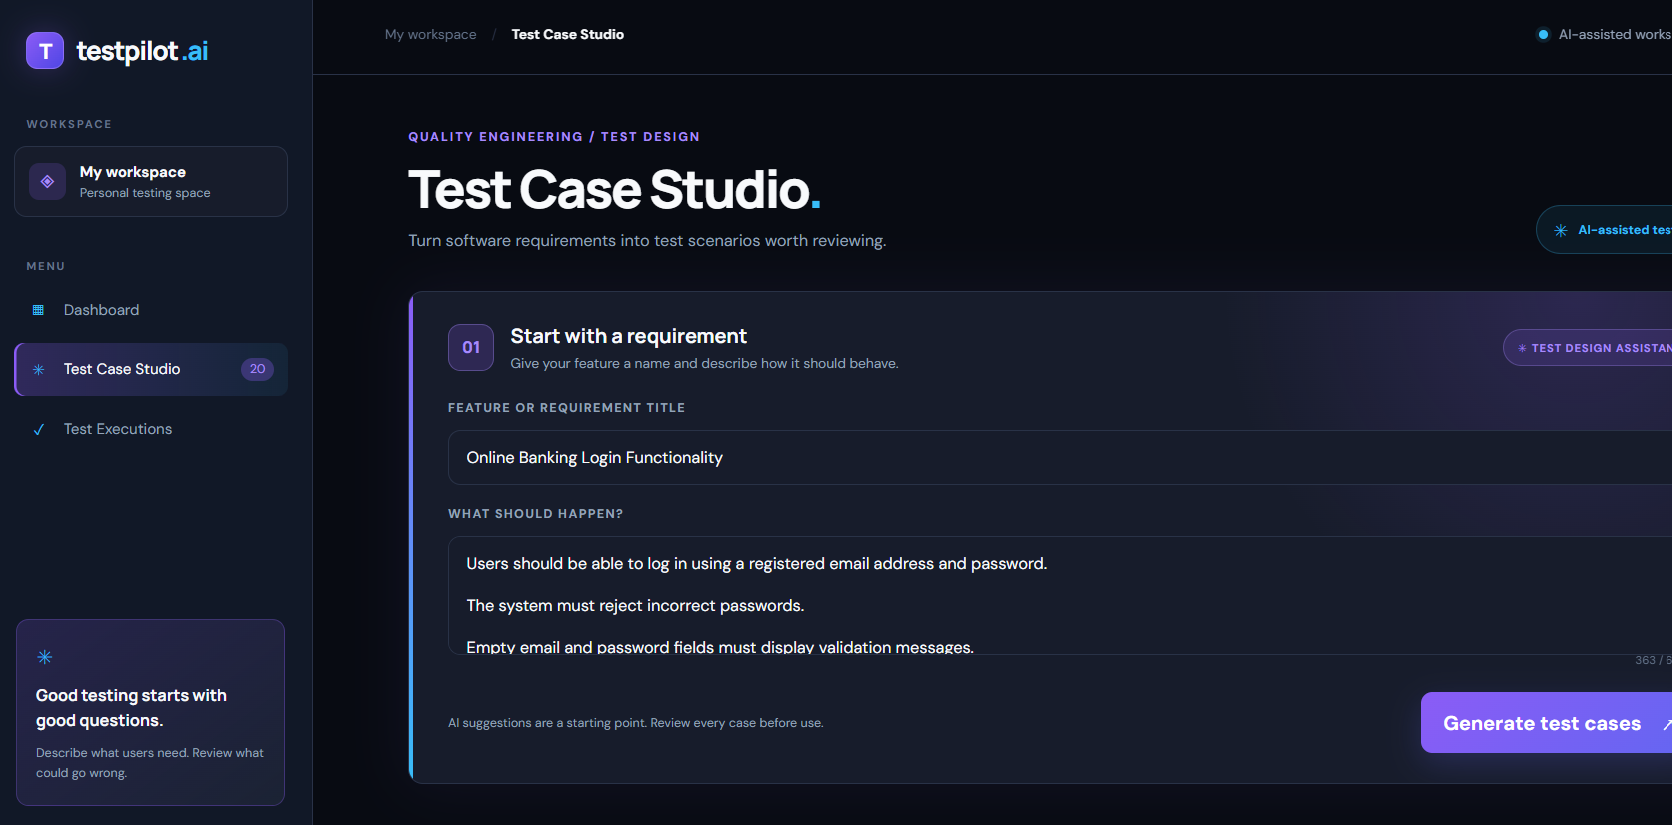 T testpilot.ai
WORKSPACE
My workspace
Personal testing space
MENU
Dashboard
Test Case Studio 20
Test Executions
Good testing starts with
good questions.
Describe what users need. Review what
could go wrong.
My workspace / Test Case Studio
AI-assisted
QUALITY ENGINEERING / TEST DESIGN
Test Case Studio.
Turn software requirements into test scenarios worth reviewing.
AI-assisted
01
Start with a requirement
Give your feature a name and describe how it should behave.
TEST DESIGN
FEATURE OR REQUIREMENT TITLE
Online Banking Login Functionality
WHAT SHOULD HAPPEN?
Users should be able to log in using a registered email address and password.
The system must reject incorrect passwords.
Empty email and password fields must display validation messages.
363 /
AI suggestions are a starting point. Review every case before use.
Generate test cases